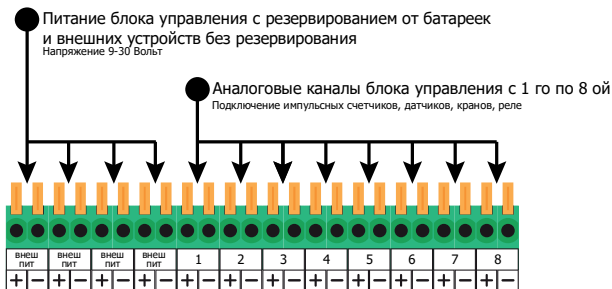 Питание блока управления с резервированием от батареек
и внешних устройств без резервирования
Напряжение 9-30 Вольт
Аналоговые каналы блока управления с 1 го по 8 ой
Подключение импульсных счетчиков, датчиков, кранов, реле
внеш внеш внеш внеш 1 2 3 4 5 6 7 8
пит пит пит пит
+ − + − + − + − + − + − + − + − + − + − + − + −